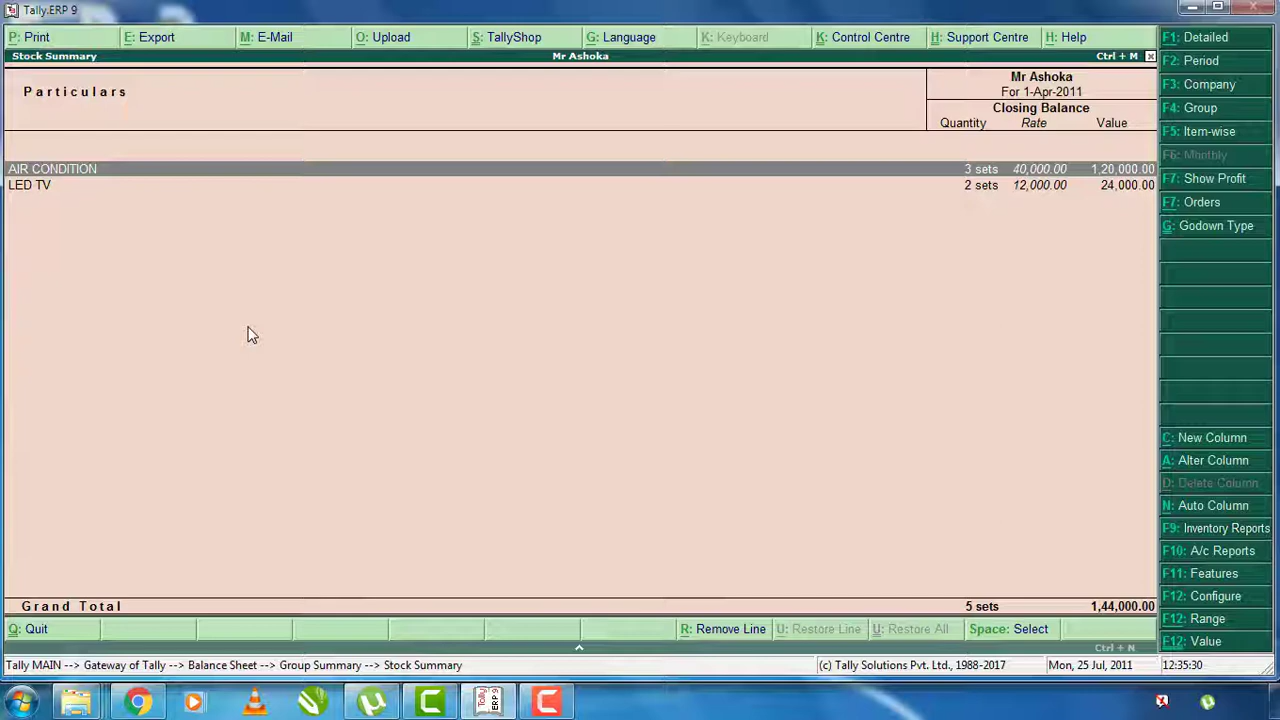 Tally.ERP 9
P: Print
E: Export
M: E-Mail
O: Upload
S: TallyShop
G: Language
K: Keyboard
K: Control Centre
H: Support Centre
H: Help
Stock Summary
Mr Ashoka
Ctrl + M
Particulars
Mr Ashoka
For 1-Apr-2011
Closing Balance
Quantity Rate Value
AIR CONDITION 3 sets 40,000.00 1,20,000.00
LED TV 2 sets 12,000.00 24,000.00
Grand Total 5 sets 1,44,000.00
F1: Detailed
F2: Period
F3: Company
F4: Group
F5: Item-wise
F6: Monthly
F7: Show Profit
F7: Orders
G: Godown Type
C: New Column
A: Alter Column
D: Delete Column
N: Auto Column
F9: Inventory Reports
F10: A/c Reports
F11: Features
F12: Configure
F12: Range
F12: Value
Q: Quit
R: Remove Line
U: Restore Line
U: Restore All
Space: Select
Ctrl + N
Tally MAIN --> Gateway of Tally --> Balance Sheet --> Group Summary --> Stock Summary
(c) Tally Solutions Pvt. Ltd., 1988-2017
Mon, 25 Jul, 2011
12:35:30